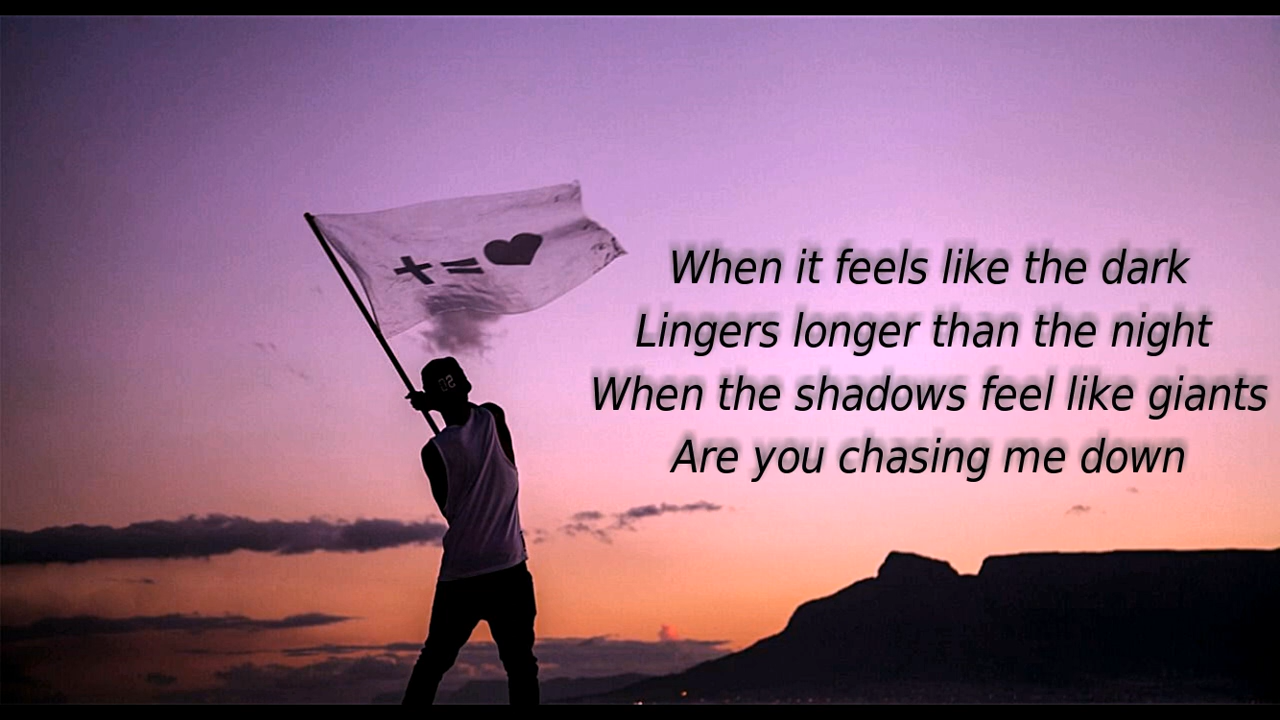 + = ♥
When it feels like the dark
Lingers longer than the night
When the shadows feel like giants
Are you chasing me down